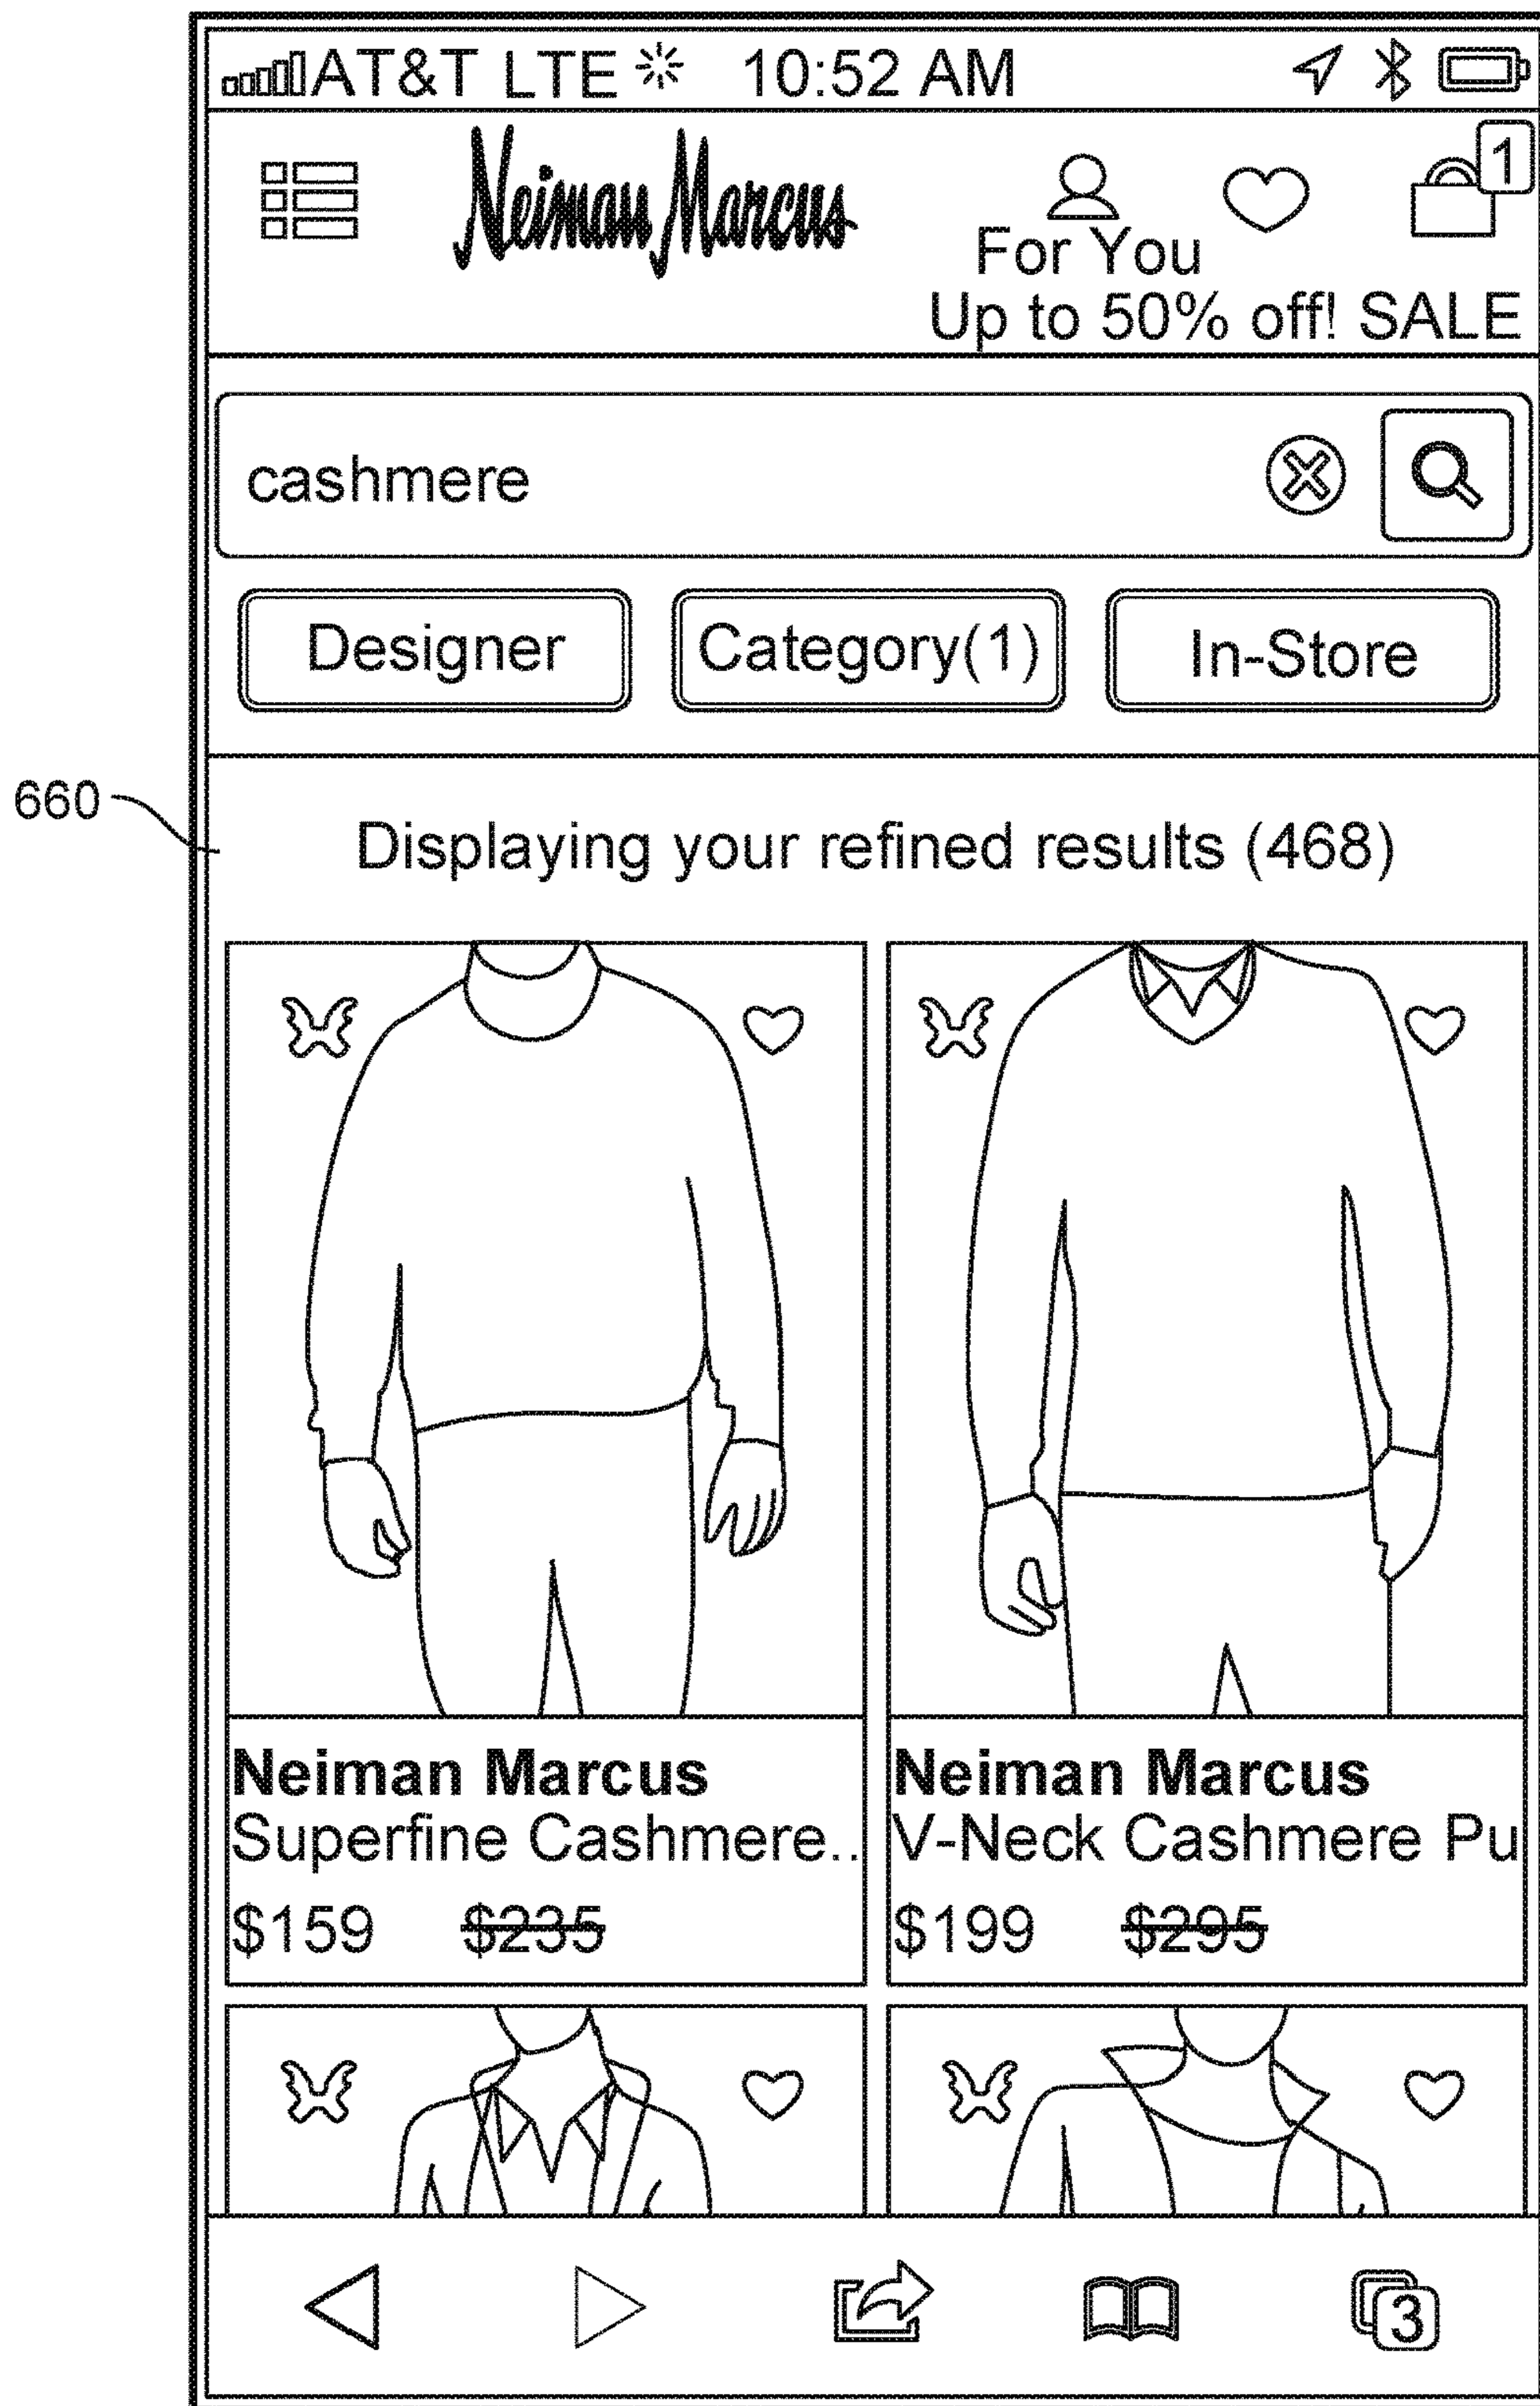 AT&T LTE 10:52 AM
Neiman Marcus
1
For You
Up to 50% off! SALE
cashmere
Designer Category(1) In-Store
660
Displaying your refined results (468)
Neiman Marcus
Superfine Cashmere..
$159 $235
Neiman Marcus
V-Neck Cashmere Pu
$199 $295
3